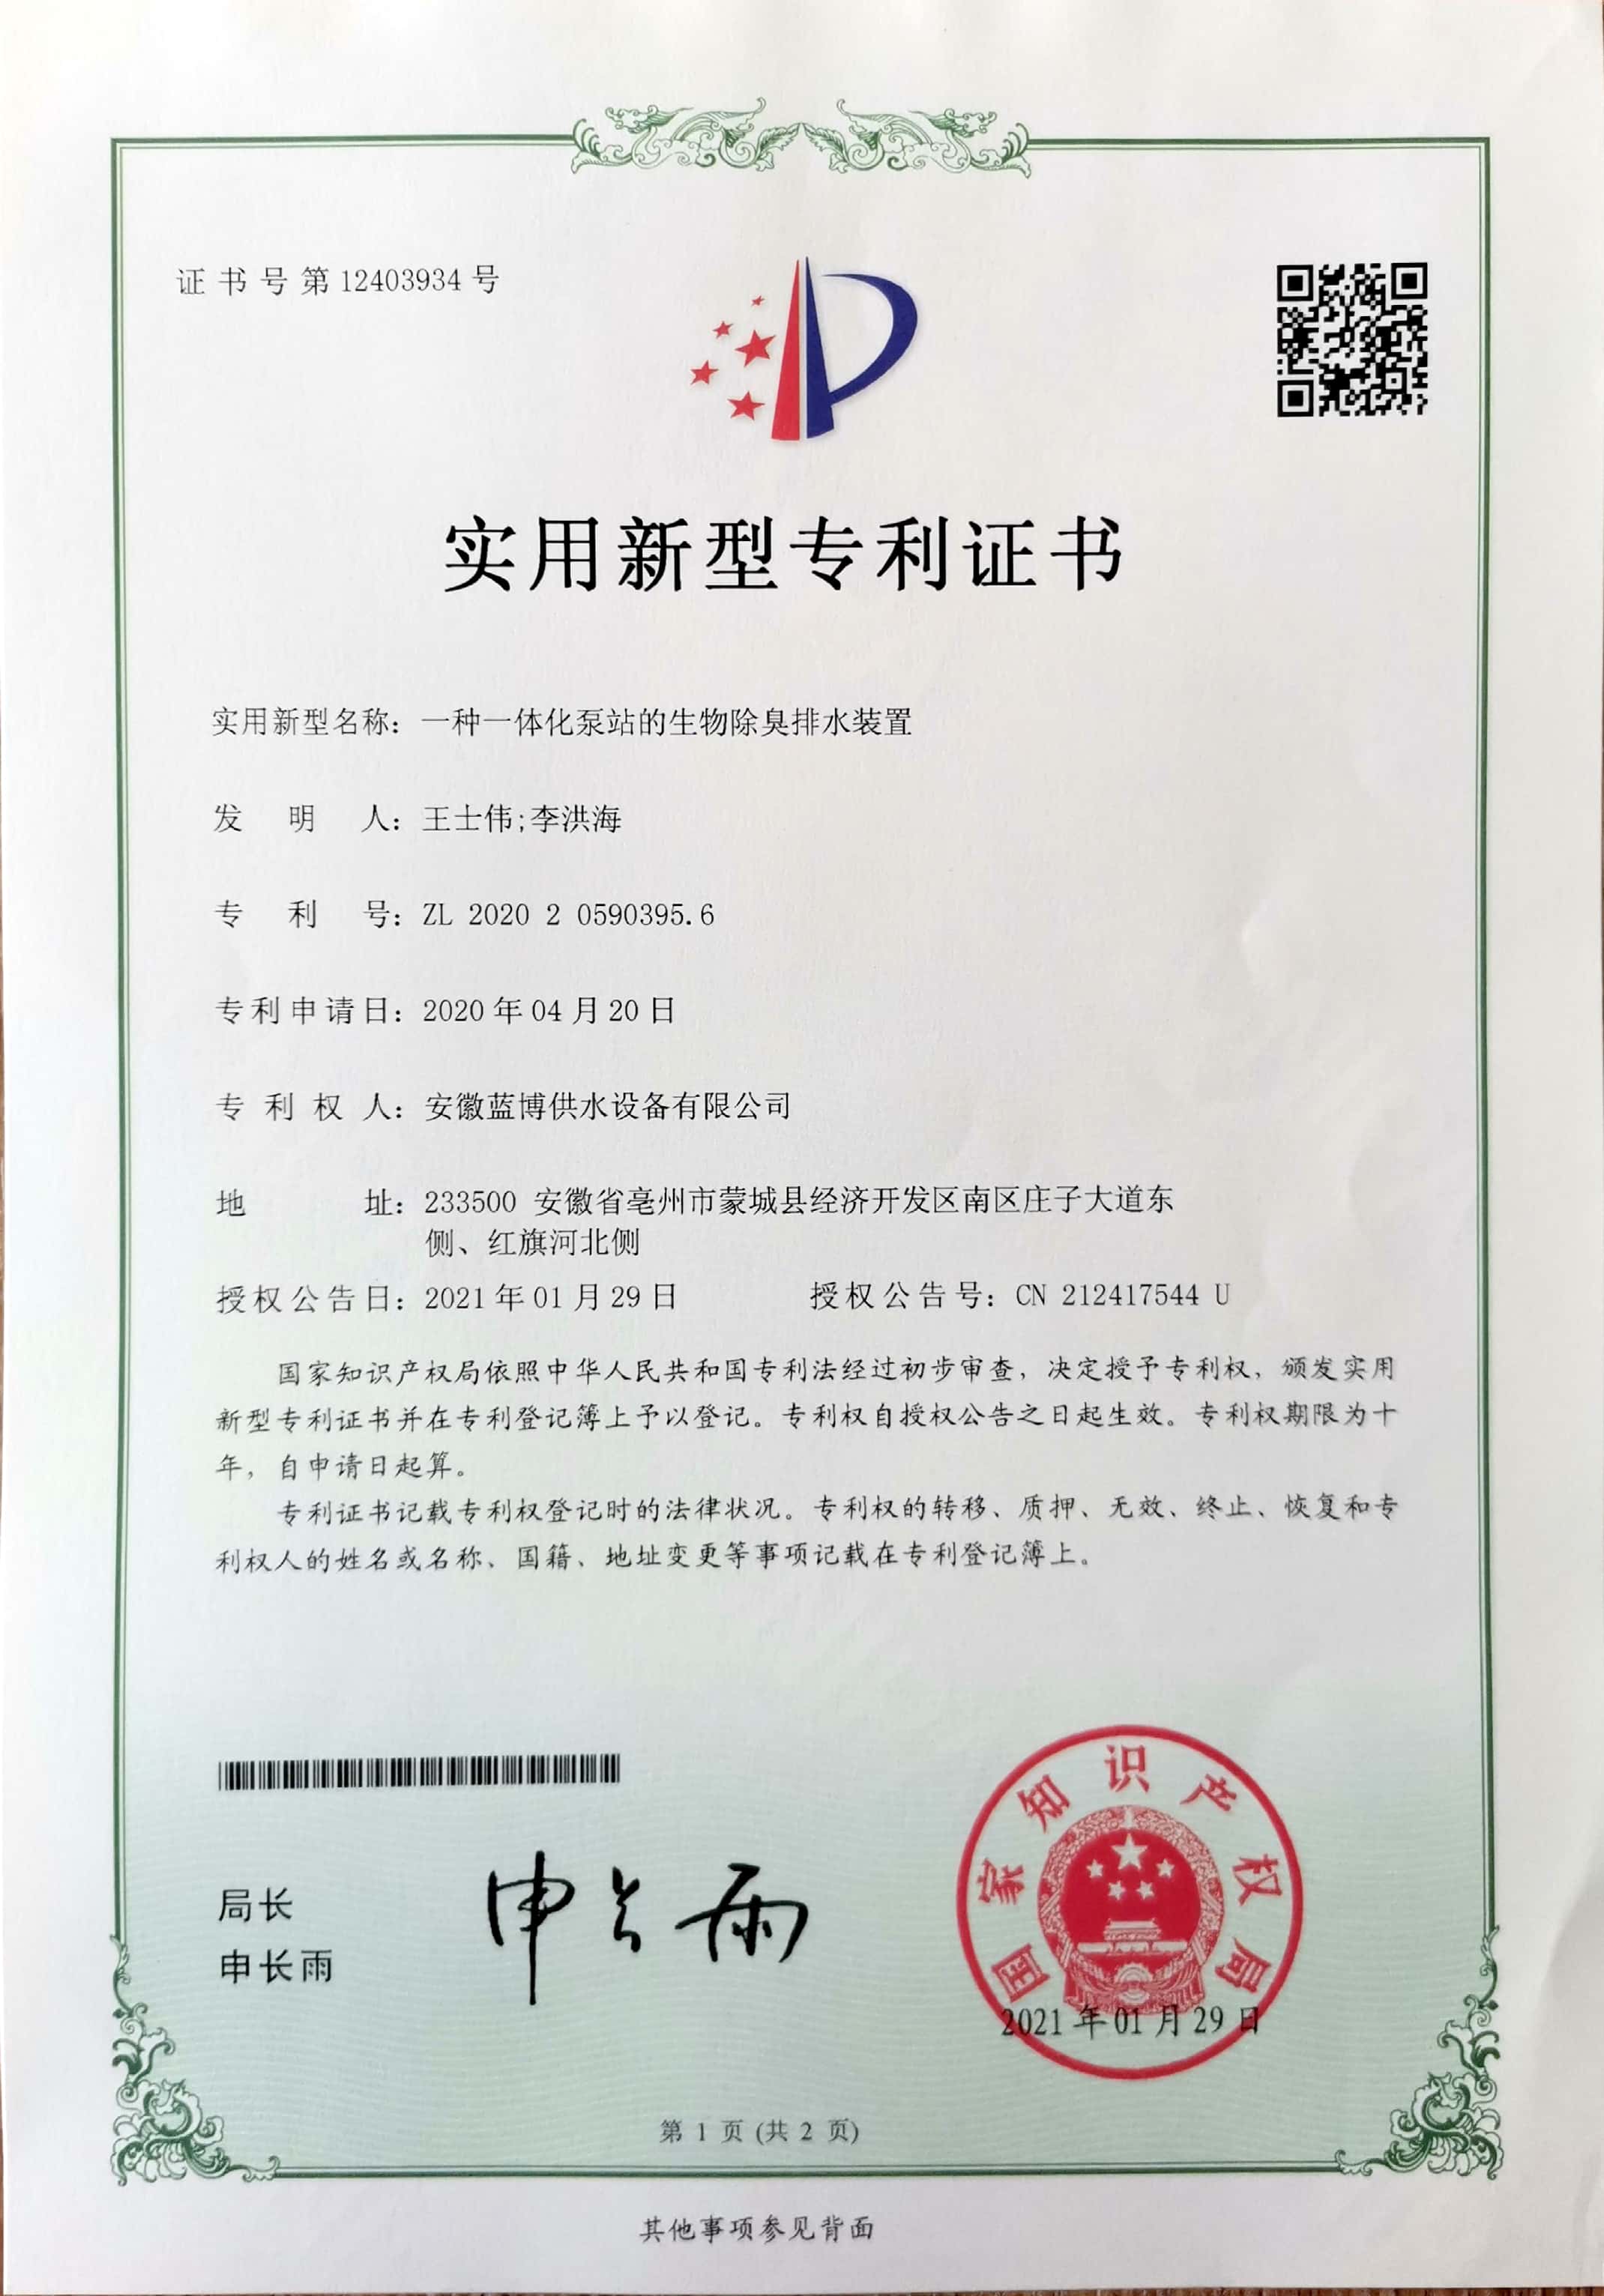 证书号第12403934号
实用新型专利证书
实用新型名称：一种一体化泵站的生物除臭排水装置
发明人：王士伟;李洪海
专利号：ZL 2020 2 0590395.6
专利申请日：2020年04月20日
专利权人：安徽蓝博供水设备有限公司
地址：233500 安徽省亳州市蒙城县经济开发区南区庄子大道东
侧、红旗河北侧
授权公告日：2021年01月29日 授权公告号：CN 212417544 U
国家知识产权局依照中华人民共和国专利法经过初步审查，决定授予专利权，颁发实用
新型专利证书并在专利登记簿上予以登记。专利权自授权公告之日起生效。专利权期限为十
年，自申请日起算。
专利证书记载专利权登记时的法律状况。专利权的转移、质押、无效、终止、恢复和专
利权人的姓名或名称、国籍、地址变更等事项记载在专利登记簿上。
局长
申长雨
申长雨
国家知识产权局
2021年01月29日
第 1 页 (共 2 页)
其他事项参见背面